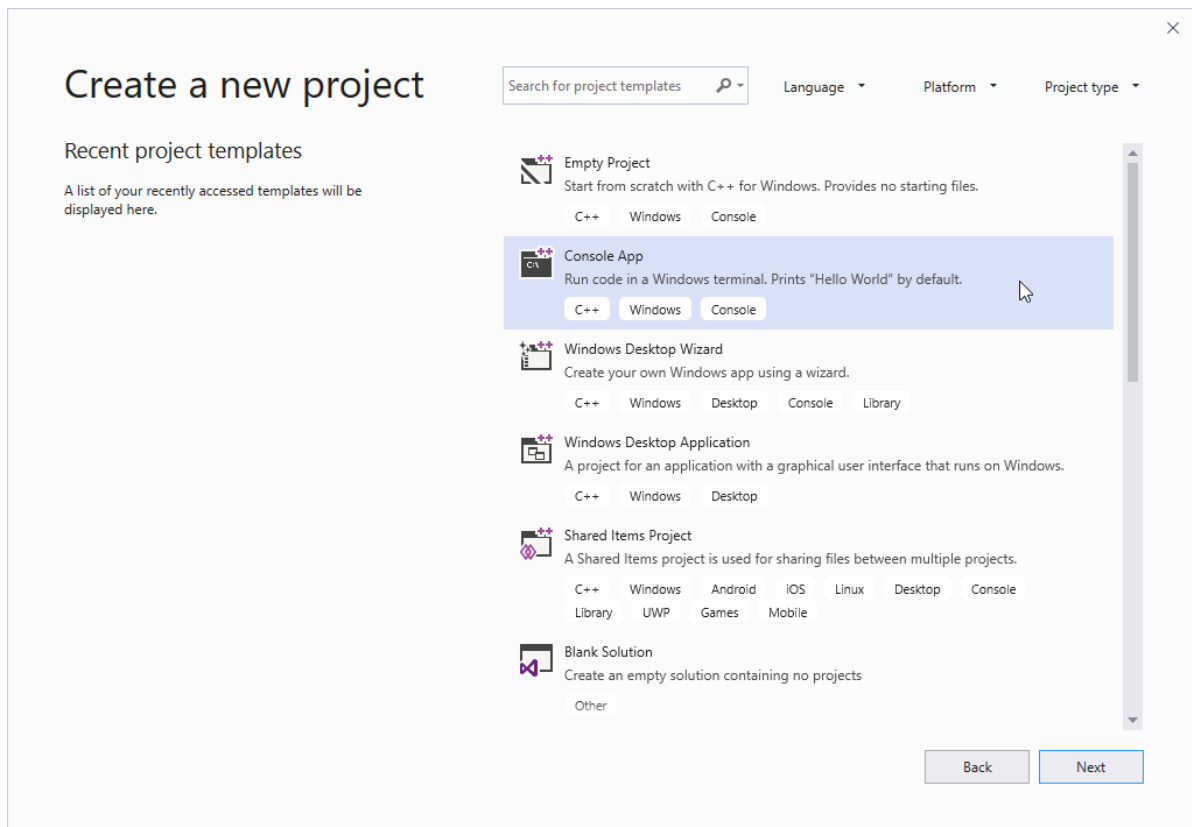 Create a new project
Search for project templates
Language
Platform
Project type
Recent project templates
A list of your recently accessed templates will be
displayed here.
Empty Project
Start from scratch with C++ for Windows. Provides no starting files.
C++ Windows Console
C:\
Console App
Run code in a Windows terminal. Prints "Hello World" by default.
C++ Windows Console
Windows Desktop Wizard
Create your own Windows app using a wizard.
C++ Windows Desktop Console Library
Windows Desktop Application
A project for an application with a graphical user interface that runs on Windows.
C++ Windows Desktop
Shared Items Project
A Shared Items project is used for sharing files between multiple projects.
C++ Windows Android iOS Linux Desktop Console
Library UWP Games Mobile
Blank Solution
Create an empty solution containing no projects
Other
Back
Next